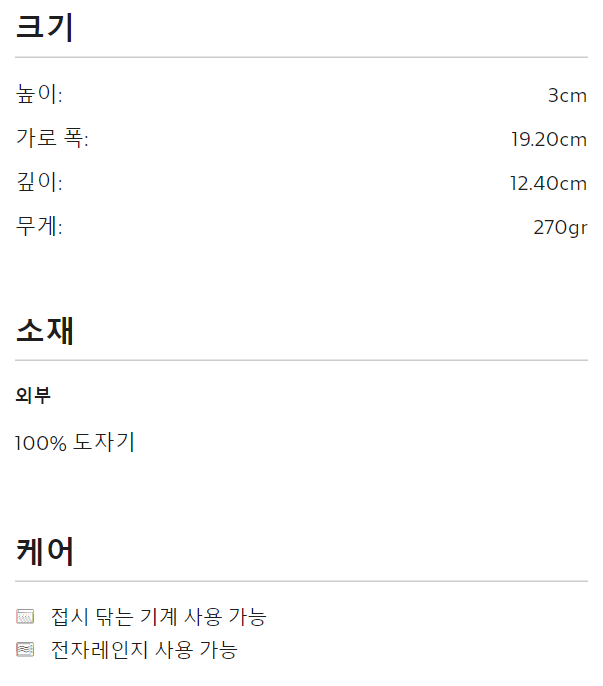 크기
높이: 3cm
가로 폭: 19.20cm
깊이: 12.40cm
무게: 270gr
소재
외부
100% 도자기
케어
접시 닦는 기계 사용 가능
전자레인지 사용 가능